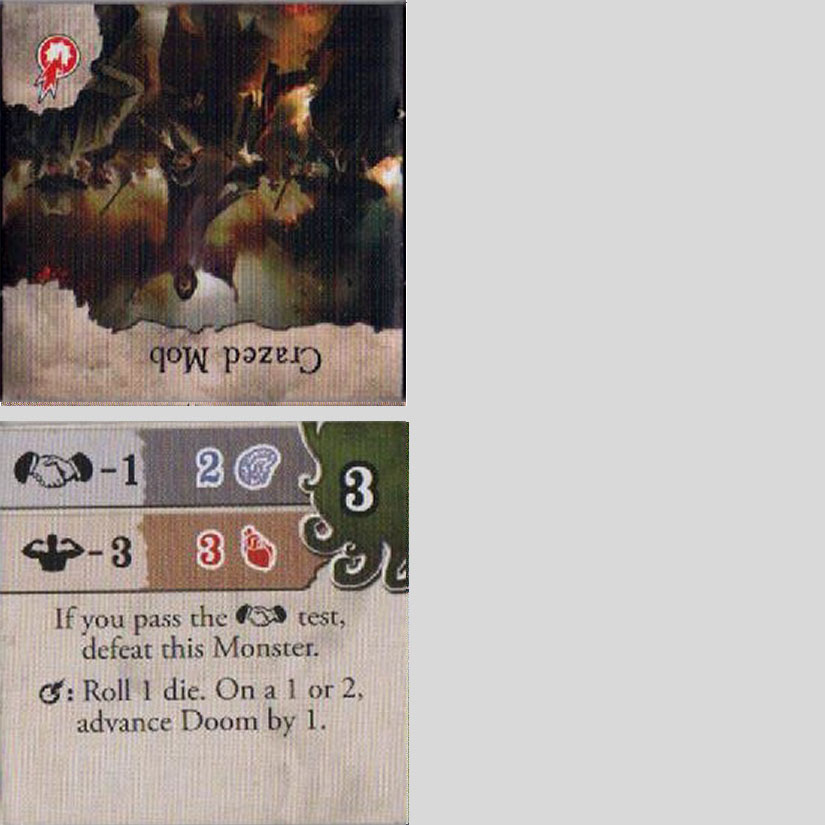 Crazed Mob
-1 2 3
-3 3
If you pass the test,
defeat this Monster.
: Roll 1 die. On a 1 or 2,
advance Doom by 1.